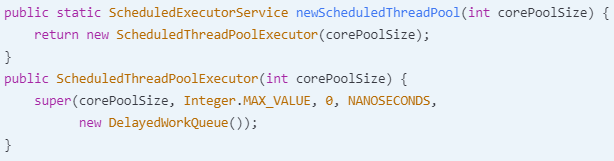 public static ScheduledExecutorService newScheduledThreadPool(int corePoolSize) {
    return new ScheduledThreadPoolExecutor(corePoolSize);
}
public ScheduledThreadPoolExecutor(int corePoolSize) {
    super(corePoolSize, Integer.MAX_VALUE, 0, NANOSECONDS,
          new DelayedWorkQueue());
}